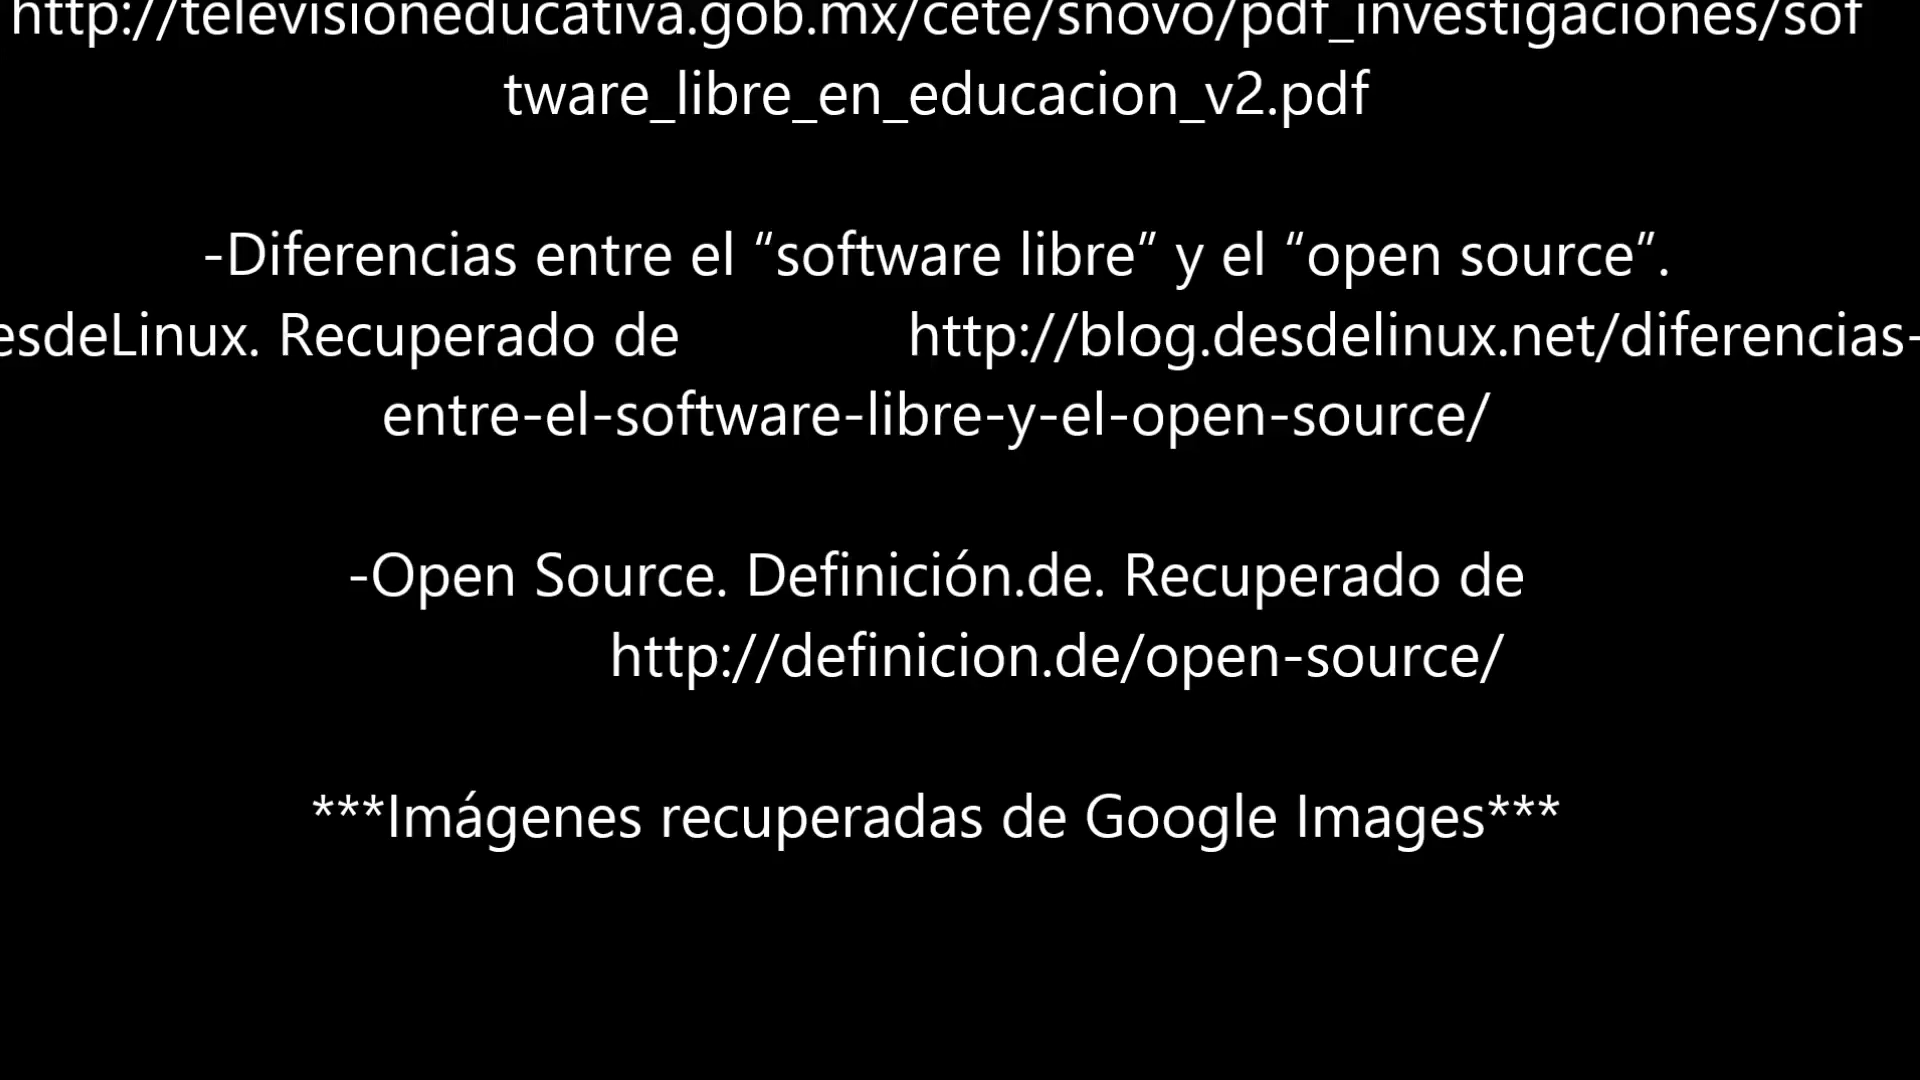 http://televisioneducativa.gob.mx/cete/snovo/pdf_investigaciones/sof
tware_libre_en_educacion_v2.pdf
-Diferencias entre el “software libre” y el “open source”.
esdeLinux. Recuperado de http://blog.desdelinux.net/diferencias-
entre-el-software-libre-y-el-open-source/
-Open Source. Definición.de. Recuperado de
http://definicion.de/open-source/
***Imágenes recuperadas de Google Images***